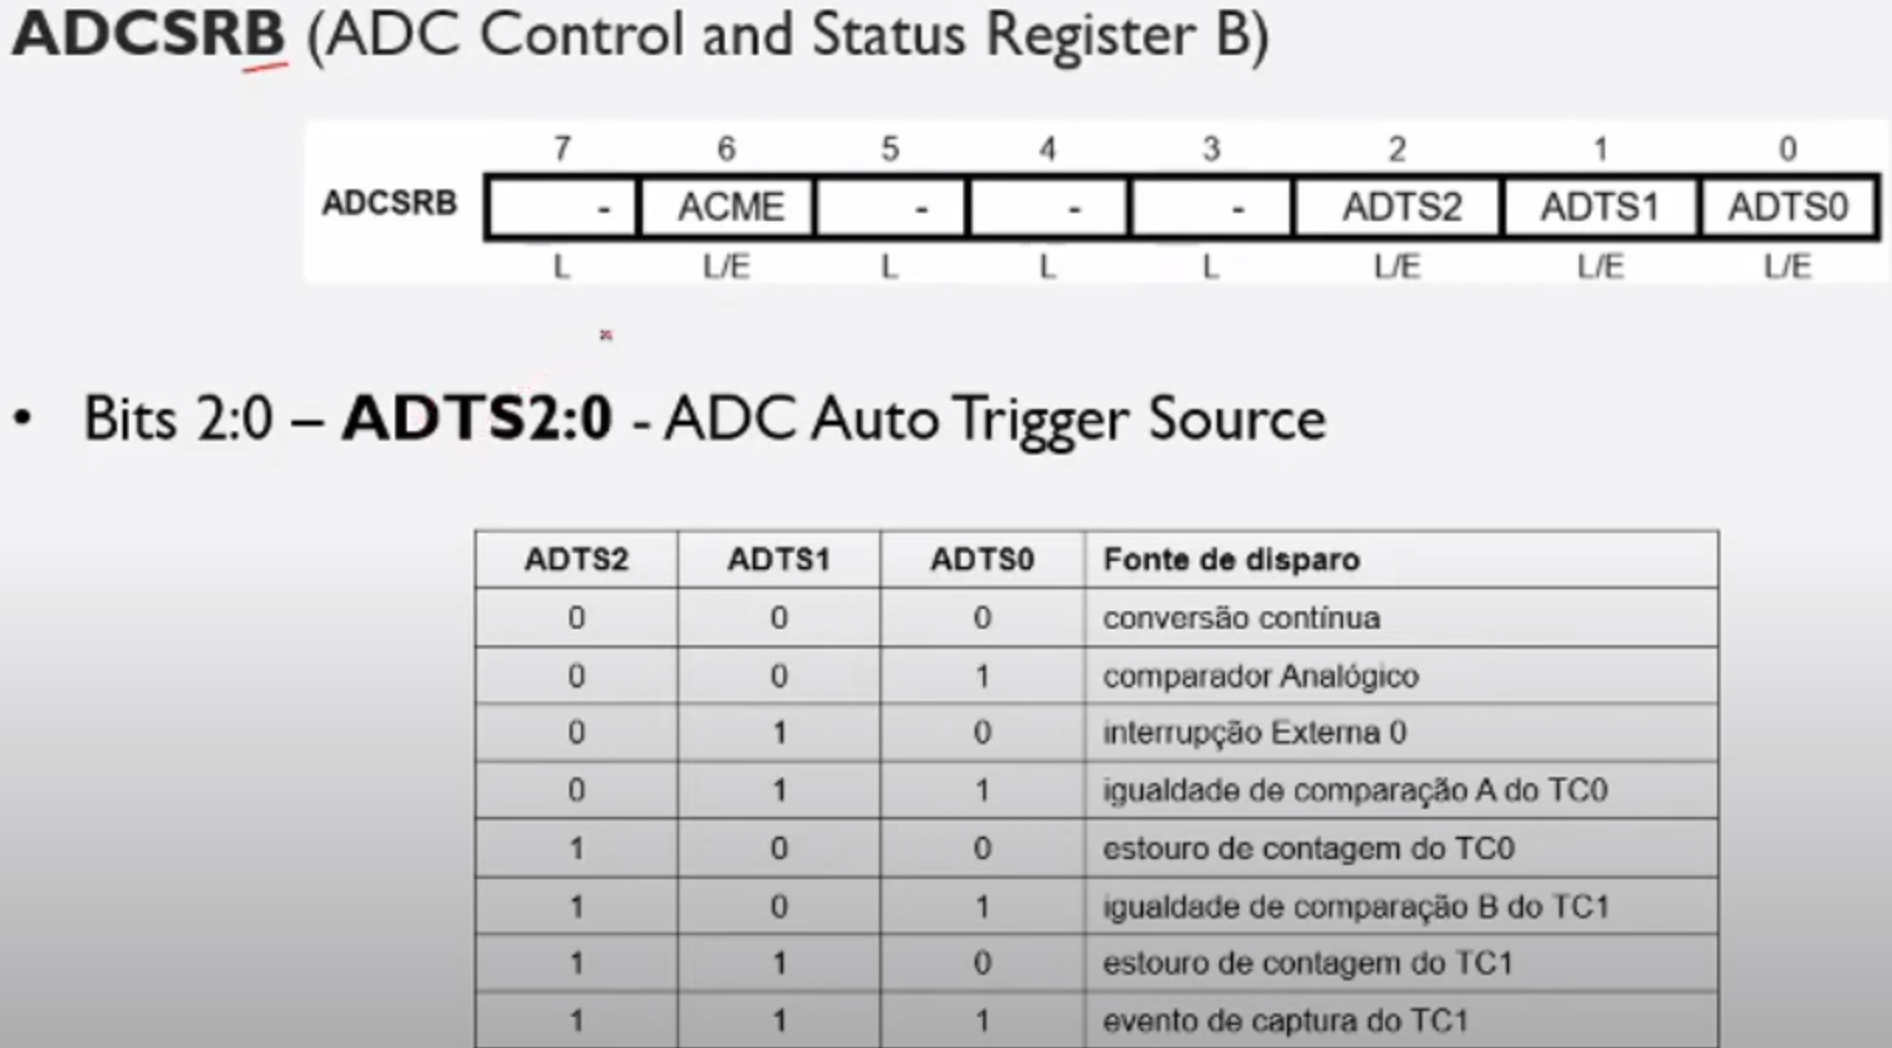 ADCSRB (ADC Control and Status Register B)
7 6 5 4 3 2 1 0
ADCSRB - ACME - - - ADTS2 ADTS1 ADTS0
L L/E L L L L/E L/E L/E
• Bits 2:0 – ADTS2:0 - ADC Auto Trigger Source
ADTS2 ADTS1 ADTS0 Fonte de disparo
0 0 0 conversão contínua
0 0 1 comparador Analógico
0 1 0 interrupção Externa 0
0 1 1 igualdade de comparação A do TC0
1 0 0 estouro de contagem do TC0
1 0 1 igualdade de comparação B do TC1
1 1 0 estouro de contagem do TC1
1 1 1 evento de captura do TC1